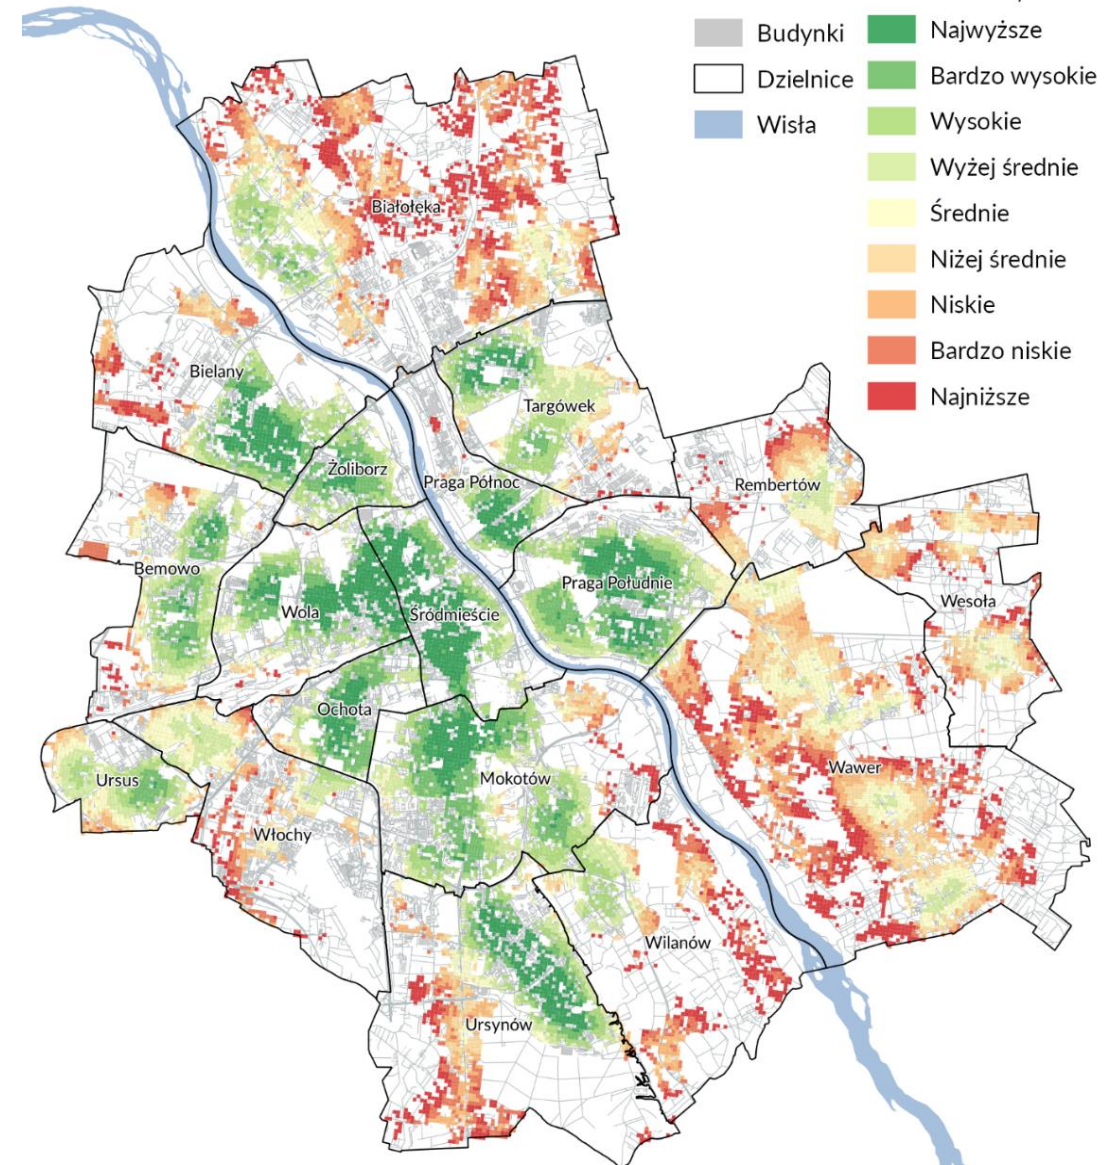 Budynki
Dzielnice
Wisła
Najwyższe
Bardzo wysokie
Wysokie
Wyżej średnie
Średnie
Niżej średnie
Niskie
Bardzo niskie
Najniższe
Białołęka
Bielany
Targówek
Żoliborz
Praga Północ
Rembertów
Bemowo
Praga Południe
Wola
Śródmieście
Wesoła
Ochota
Ursus
Mokotów
Wawer
Włochy
Wilanów
Ursynów